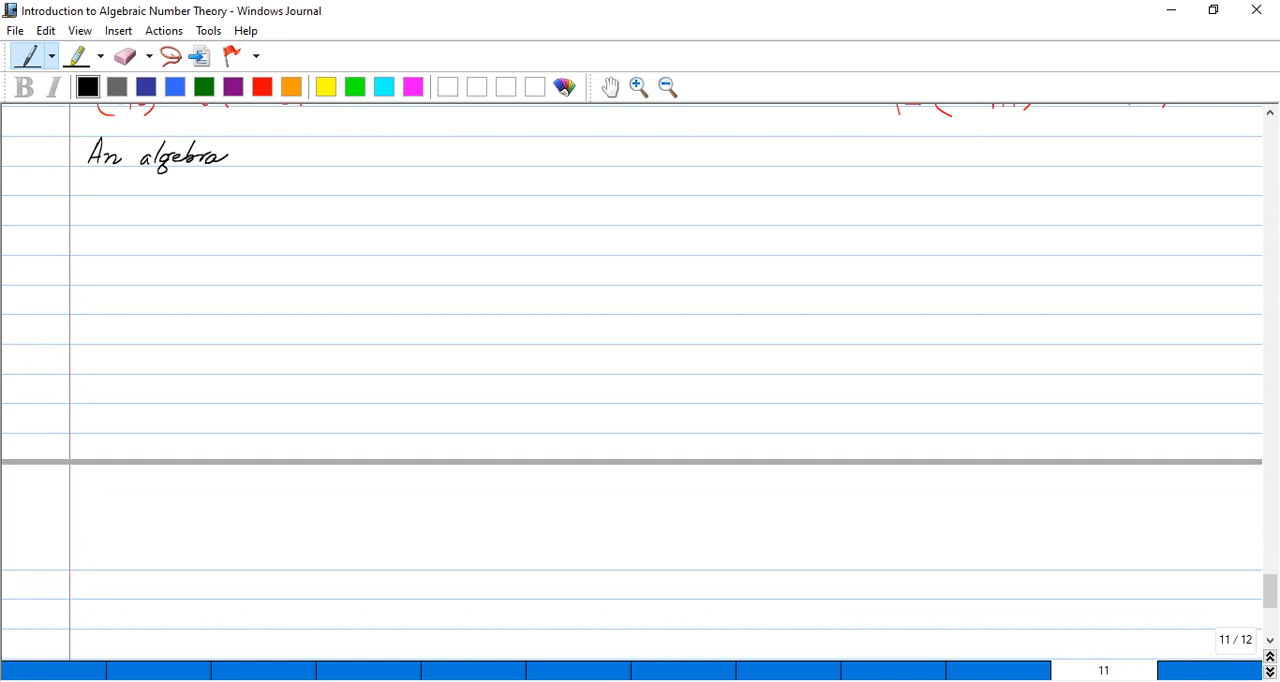 Introduction to Algebraic Number Theory - Windows Journal
File Edit View Insert Actions Tools Help
B I
An algebra
11 / 12
11